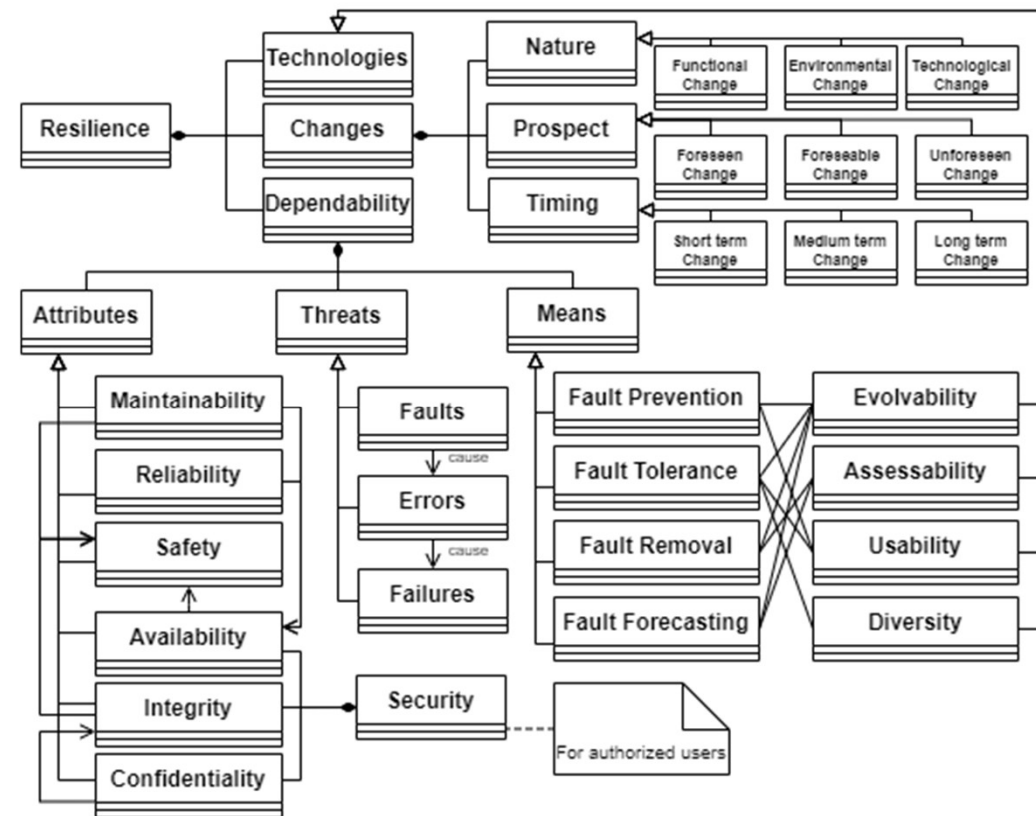 Technologies
Nature
Functional
Change
Environmental
Change
Technological
Change
Resilience
Changes
Prospect
Foreseen
Change
Foreseable
Change
Unforeseen
Change
Dependability
Timing
Short term
Change
Medium term
Change
Long term
Change
Attributes
Threats
Means
Maintainability
Reliability
Safety
Availability
Integrity
Confidentiality
Faults
cause
Errors
cause
Failures
Security
For authorized users
Fault Prevention
Fault Tolerance
Fault Removal
Fault Forecasting
Evolvability
Assessability
Usability
Diversity